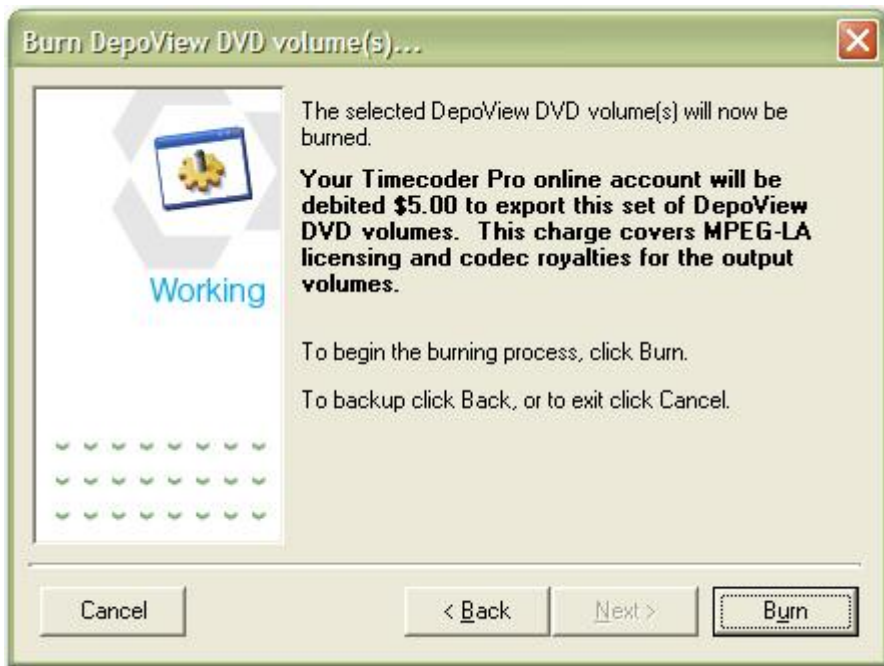 Burn DepoView DVD volume(s)...
The selected DepoView DVD volume(s) will now be
burned.
Your Timecoder Pro online account will be
debited $5.00 to export this set of DepoView
DVD volumes.  This charge covers MPEG-LA
licensing and codec royalties for the output
volumes.
Working
To begin the burning process, click Burn.
To backup click Back, or to exit click Cancel.
Cancel
< Back
Next >
Burn